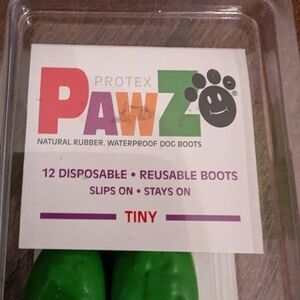 PROTEX
PAWZ®
NATURAL RUBBER, WATERPROOF DOG BOOTS
12 DISPOSABLE • REUSABLE BOOTS
SLIPS ON • STAYS ON
TINY